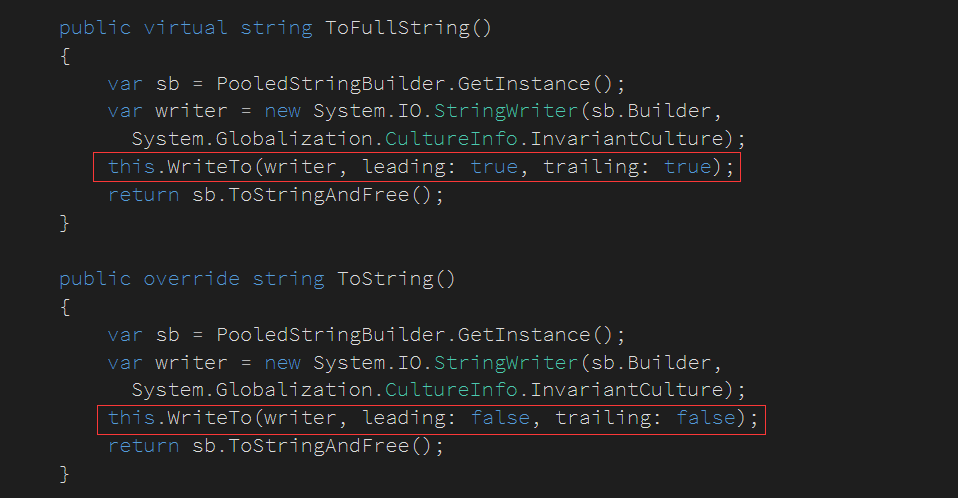 public virtual string ToFullString()
{
var sb = PooledStringBuilder.GetInstance();
var writer = new System.IO.StringWriter(sb.Builder,
System.Globalization.CultureInfo.InvariantCulture);
this.WriteTo(writer, leading: true, trailing: true);
return sb.ToStringAndFree();
}
public override string ToString()
{
var sb = PooledStringBuilder.GetInstance();
var writer = new System.IO.StringWriter(sb.Builder,
System.Globalization.CultureInfo.InvariantCulture);
this.WriteTo(writer, leading: false, trailing: false);
return sb.ToStringAndFree();
}